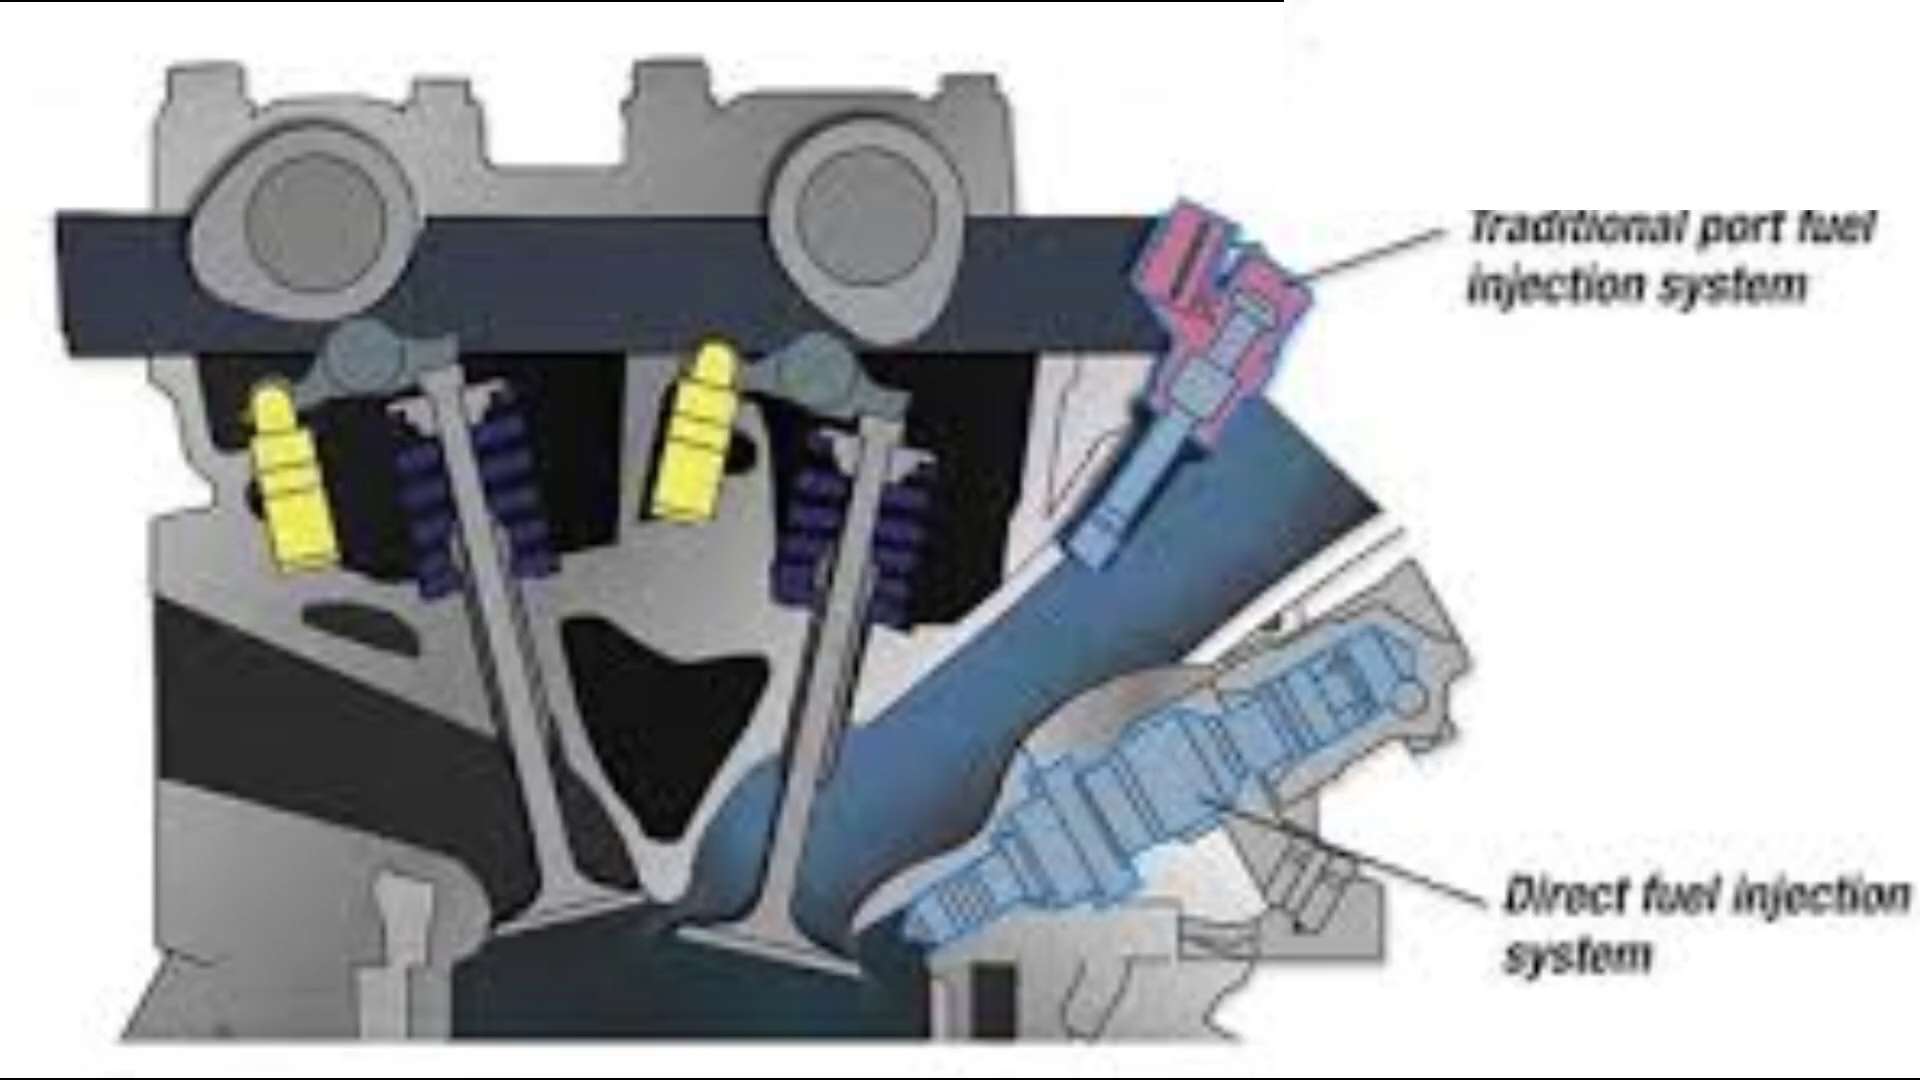 Traditional port fuel
injection system
Direct fuel injection
system